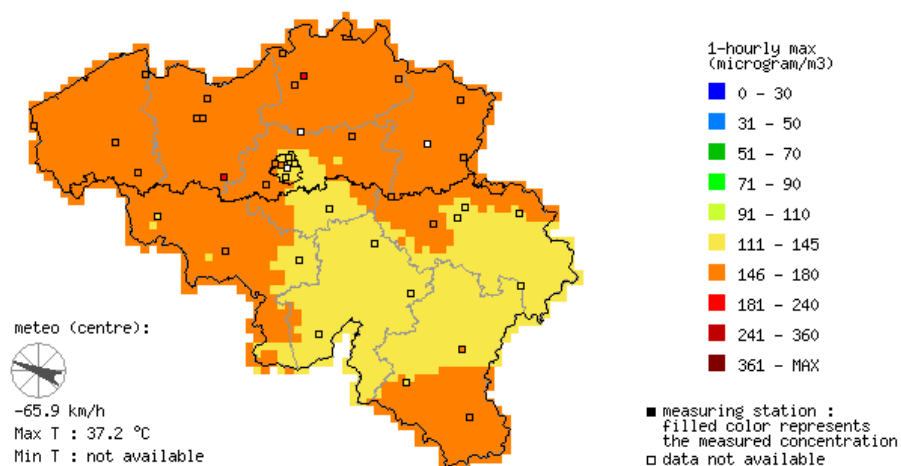 1-hourly max
(microgram/m3)
0 - 30
31 - 50
51 - 70
71 - 90
91 - 110
111 - 145
146 - 180
181 - 240
241 - 360
361 - MAX
meteo (centre):
-65.9 km/h
Max T : 37.2 °C
Min T : not available
measuring station :
filled color represents
the measured concentration
data not available